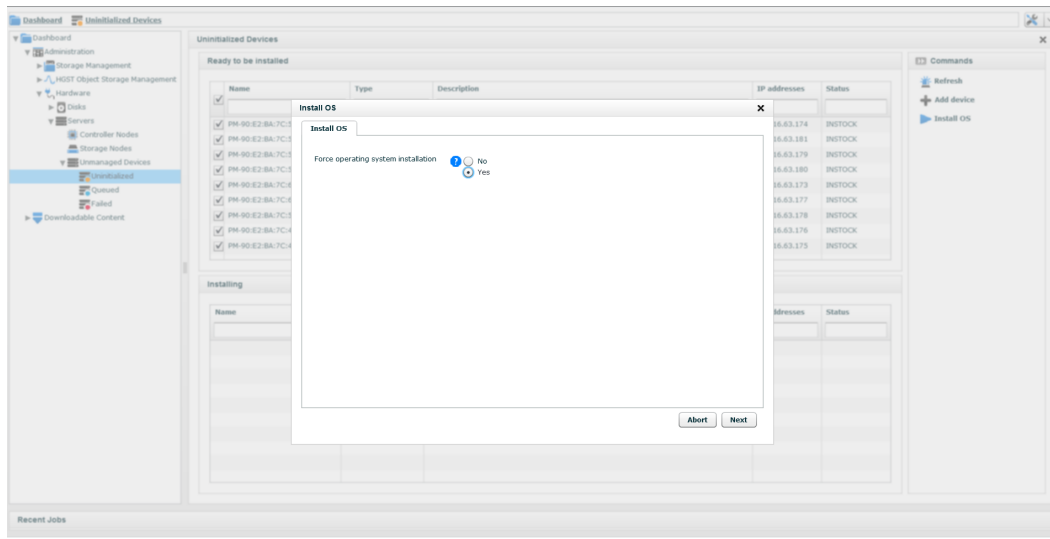 Dashboard Uninitialized Devices
Dashboard
Administration
Storage Management
HGST Object Storage Management
Hardware
Disks
Servers
Controller Nodes
Storage Nodes
Unmanaged Devices
Uninitialized
Queued
Failed
Downloadable Content
Uninitialized Devices
Ready to be installed
Name Type Description IP addresses Status
PM-90:E2:BA:7C: 16.63.174 INSTOCK
PM-90:E2:BA:7C: 16.63.181 INSTOCK
PM-90:E2:BA:7C: 16.63.179 INSTOCK
PM-90:E2:BA:7C: 16.63.180 INSTOCK
PM-90:E2:BA:7C: 16.63.173 INSTOCK
PM-90:E2:BA:7C: 16.63.177 INSTOCK
PM-90:E2:BA:7C: 16.63.178 INSTOCK
PM-90:E2:BA:7C: 16.63.176 INSTOCK
PM-90:E2:BA:7C: 16.63.175 INSTOCK
Installing
Name ddresses Status
Install OS
Install OS
Force operating system installation ? No
Yes
Abort Next
Commands
Refresh
Add device
Install OS
Recent Jobs